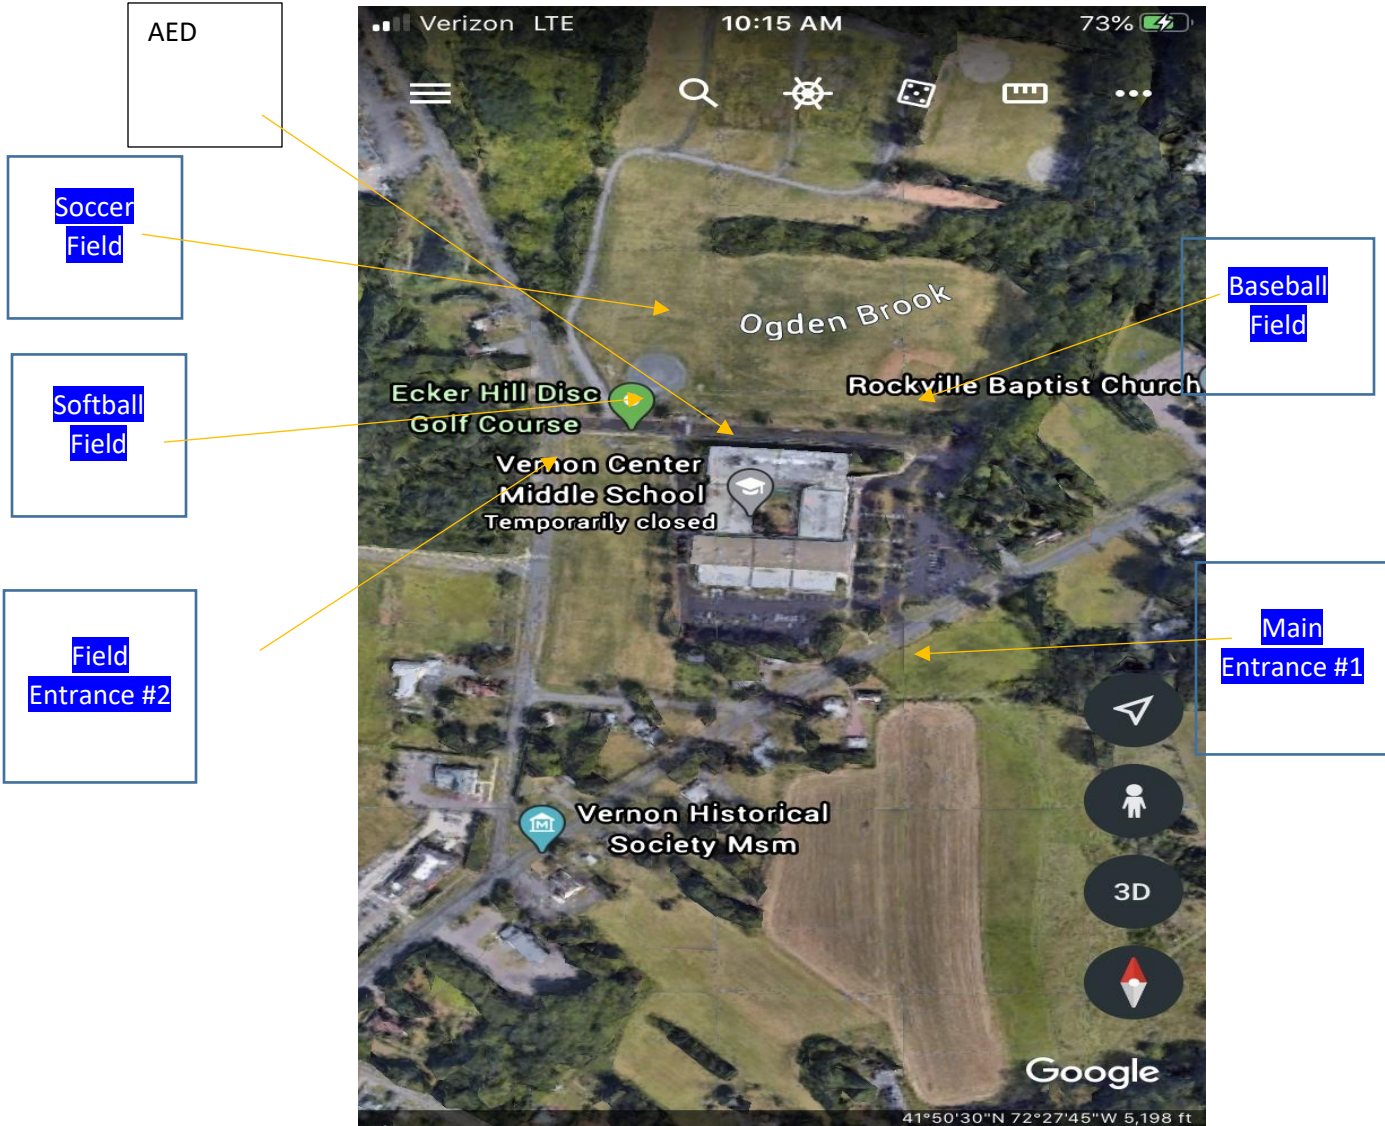 AED
Verizon LTE
10:15 AM
73%
Soccer
Field
Baseball
Field
Ogden Brook
Softball
Field
Ecker Hill Disc
Golf Course
Rockville Baptist Church
Vernon Center
Middle School
Temporarily closed
Field
Entrance #2
Main
Entrance #1
Vernon Historical
Society Msm
M
3D
Google
41°50'30"N 72°27'45"W 5,198 ft